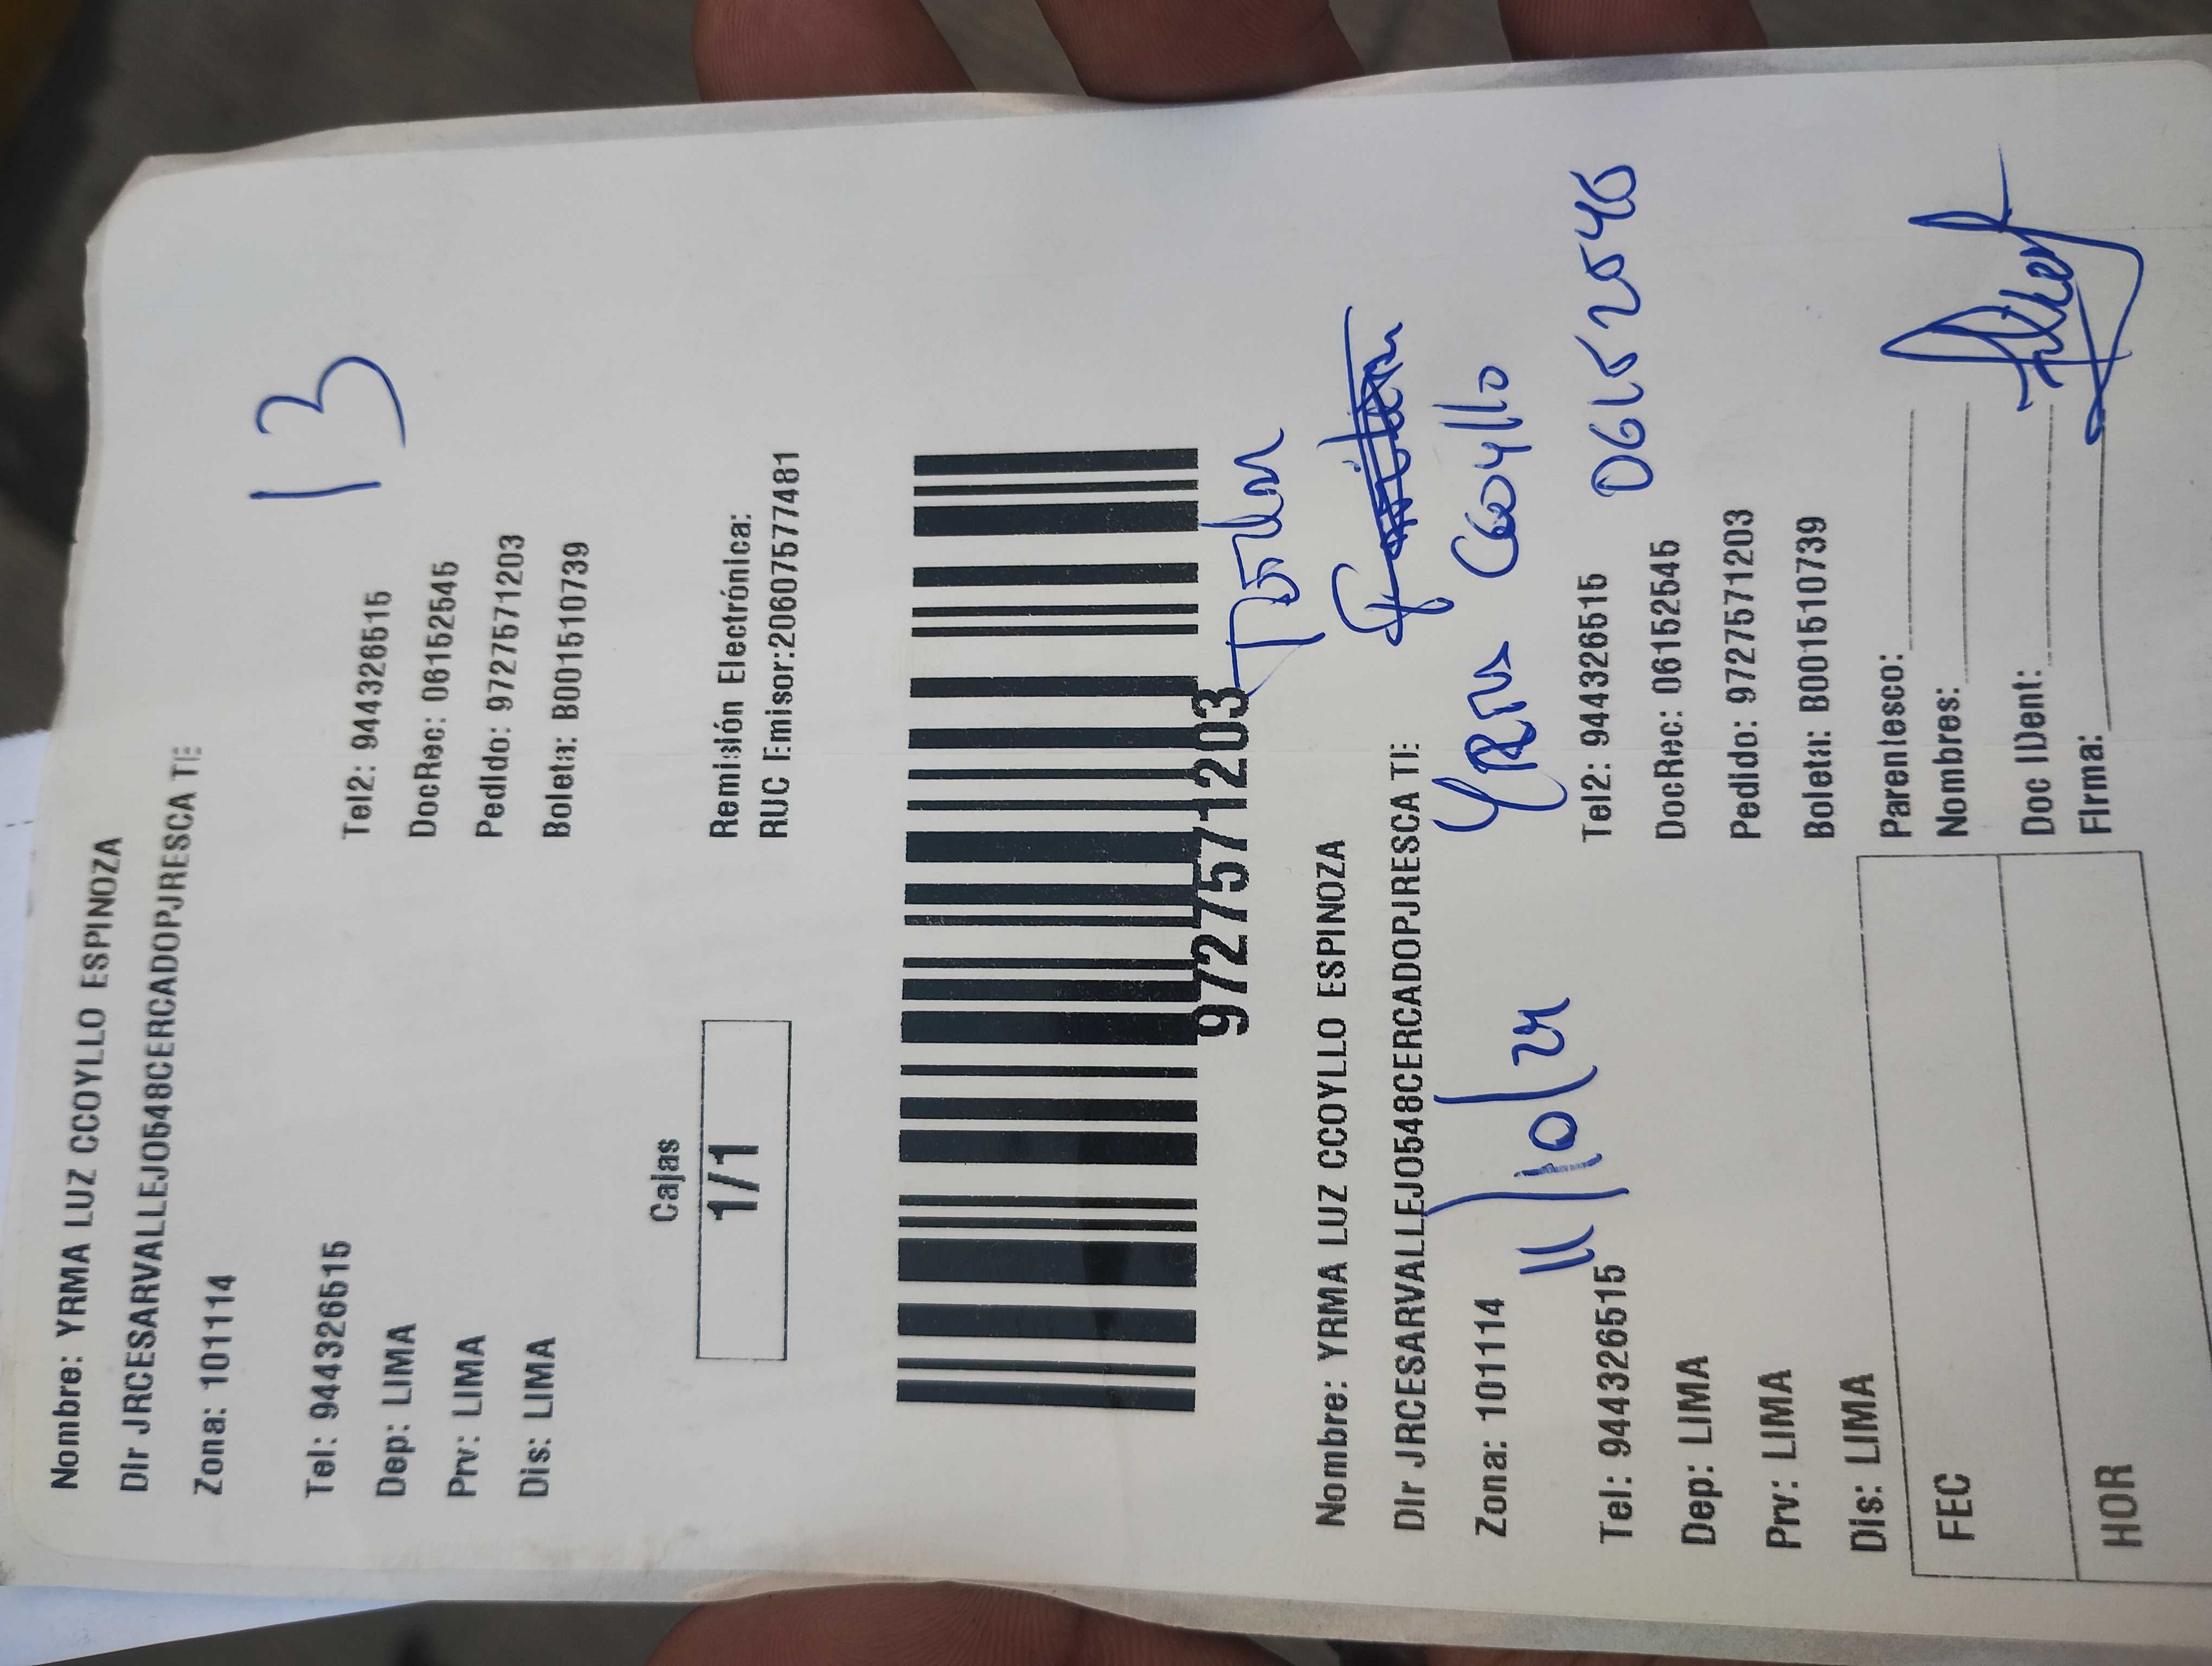 Nombre: YRMA LUZ CCOYLLO ESPINOZA
DIr JRCESARVALLEJO548CERCADOPJRESCA TE
Zona: 101114
13
Tel: 944326515 Tel2: 944326515
Dep: LIMA DocRec: 06152545
Prv: LIMA PedIdo: 9727571203
DIs: LIMA Boleta: B001510739
Cajas
1/1
Remisión Electrónica:
RUC Emisor:20607577481
9727571203
Nombre: YRMA LUZ CCOYLLO ESPINOZA
DIr JRCESARVALLEJO548CERCADOPJRESCA TE
Yrma Ccoyllo
Zona: 101114
11/10/24
06152545
Tel: 944326515 Tel2: 944326515
Dep: LIMA DocRec: 06152545
Prv: LIMA PedIdo: 9727571203
DIs: LIMA Boleta: B001510739
FEC
HOR
Parentesco:
Nombres:
Doc IDent:
FIrma: